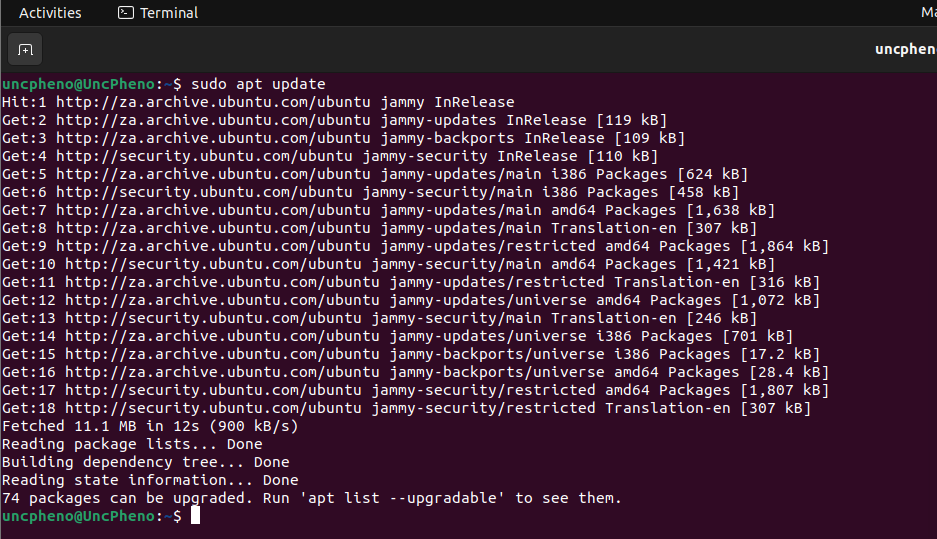 Activities Terminal Ma
uncphen
uncpheno@UncPheno:~$ sudo apt update
Hit:1 http://za.archive.ubuntu.com/ubuntu jammy InRelease
Get:2 http://za.archive.ubuntu.com/ubuntu jammy-updates InRelease [119 kB]
Get:3 http://za.archive.ubuntu.com/ubuntu jammy-backports InRelease [109 kB]
Get:4 http://security.ubuntu.com/ubuntu jammy-security InRelease [110 kB]
Get:5 http://za.archive.ubuntu.com/ubuntu jammy-updates/main i386 Packages [624 kB]
Get:6 http://security.ubuntu.com/ubuntu jammy-security/main i386 Packages [458 kB]
Get:7 http://za.archive.ubuntu.com/ubuntu jammy-updates/main amd64 Packages [1,638 kB]
Get:8 http://za.archive.ubuntu.com/ubuntu jammy-updates/main Translation-en [307 kB]
Get:9 http://za.archive.ubuntu.com/ubuntu jammy-updates/restricted amd64 Packages [1,864 kB]
Get:10 http://security.ubuntu.com/ubuntu jammy-security/main amd64 Packages [1,421 kB]
Get:11 http://za.archive.ubuntu.com/ubuntu jammy-updates/restricted Translation-en [316 kB]
Get:12 http://za.archive.ubuntu.com/ubuntu jammy-updates/universe amd64 Packages [1,072 kB]
Get:13 http://security.ubuntu.com/ubuntu jammy-security/main Translation-en [246 kB]
Get:14 http://za.archive.ubuntu.com/ubuntu jammy-updates/universe i386 Packages [701 kB]
Get:15 http://za.archive.ubuntu.com/ubuntu jammy-backports/universe i386 Packages [17.2 kB]
Get:16 http://za.archive.ubuntu.com/ubuntu jammy-backports/universe amd64 Packages [28.4 kB]
Get:17 http://security.ubuntu.com/ubuntu jammy-security/restricted amd64 Packages [1,807 kB]
Get:18 http://security.ubuntu.com/ubuntu jammy-security/restricted Translation-en [307 kB]
Fetched 11.1 MB in 12s (900 kB/s)
Reading package lists... Done
Building dependency tree... Done
Reading state information... Done
74 packages can be upgraded. Run 'apt list --upgradable' to see them.
uncpheno@UncPheno:~$